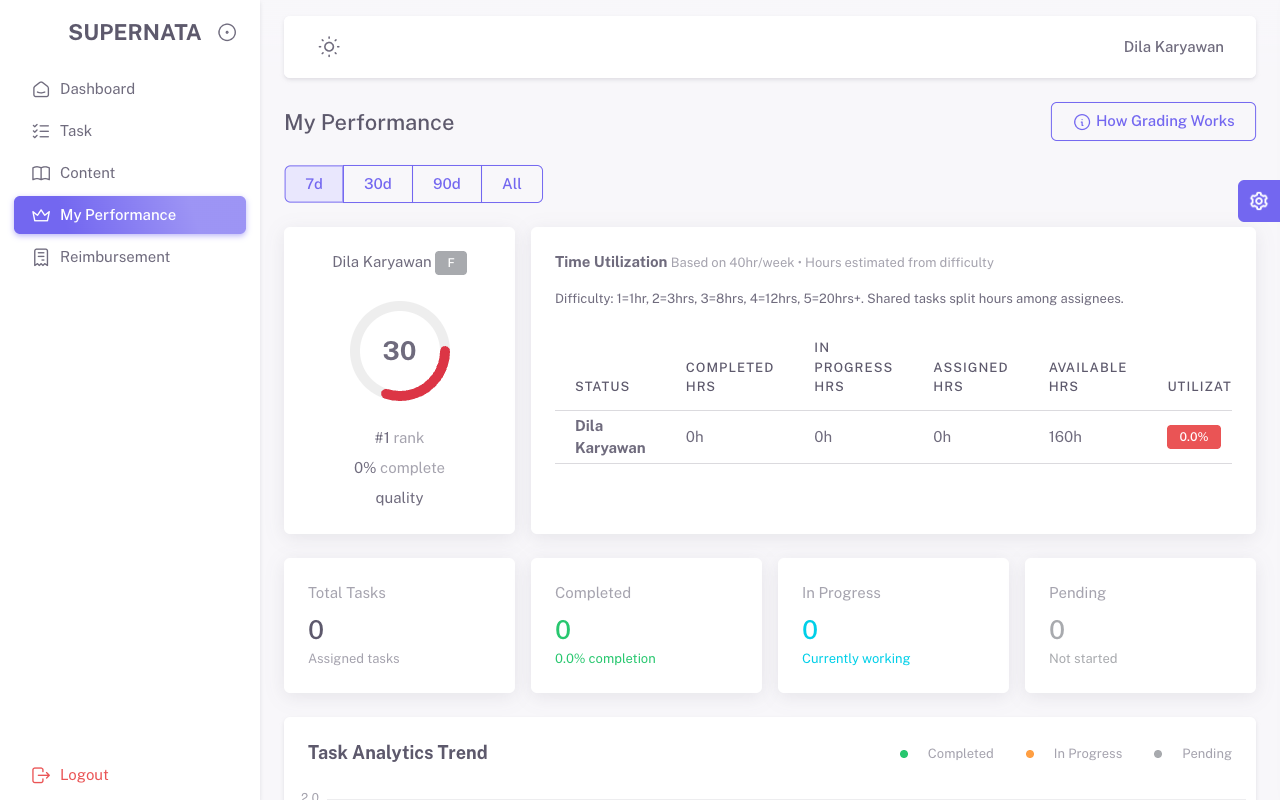 SUPERNATA
Dashboard
Task
Content
My Performance
Reimbursement
Logout
Dila Karyawan
My Performance
How Grading Works
7d
30d
90d
All
Dila Karyawan F
30
#1 rank
0% complete
quality
Time Utilization Based on 40hr/week • Hours estimated from difficulty
Difficulty: 1=1hr, 2=3hrs, 3=8hrs, 4=12hrs, 5=20hrs+. Shared tasks split hours among assignees.
STATUS
COMPLETED
HRS
IN
PROGRESS
HRS
ASSIGNED
HRS
AVAILABLE
HRS
UTILIZAT
Dila
Karyawan
0h
0h
0h
160h
0.0%
Total Tasks
0
Assigned tasks
Completed
0
0.0% completion
In Progress
0
Currently working
Pending
0
Not started
Task Analytics Trend
Completed
In Progress
Pending
2.0